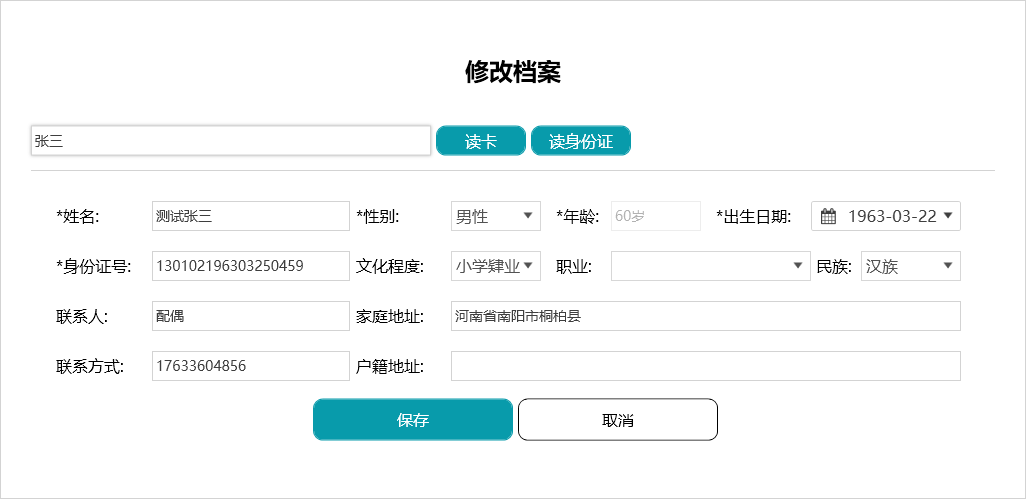 修改档案
张三 读卡 读身份证
*姓名: 测试张三 *性别: 男性 *年龄: 60岁 *出生日期: 1963-03-22
*身份证号: 130102196303250459 文化程度: 小学肄业 职业: 民族: 汉族
联系人: 配偶 家庭地址: 河南省南阳市桐柏县
联系方式: 17633604856 户籍地址:
保存 取消